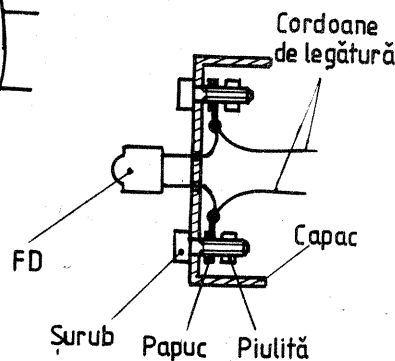 Cordoane
de legătură
FD
Capac
Șurub
Papuc
Piuliță